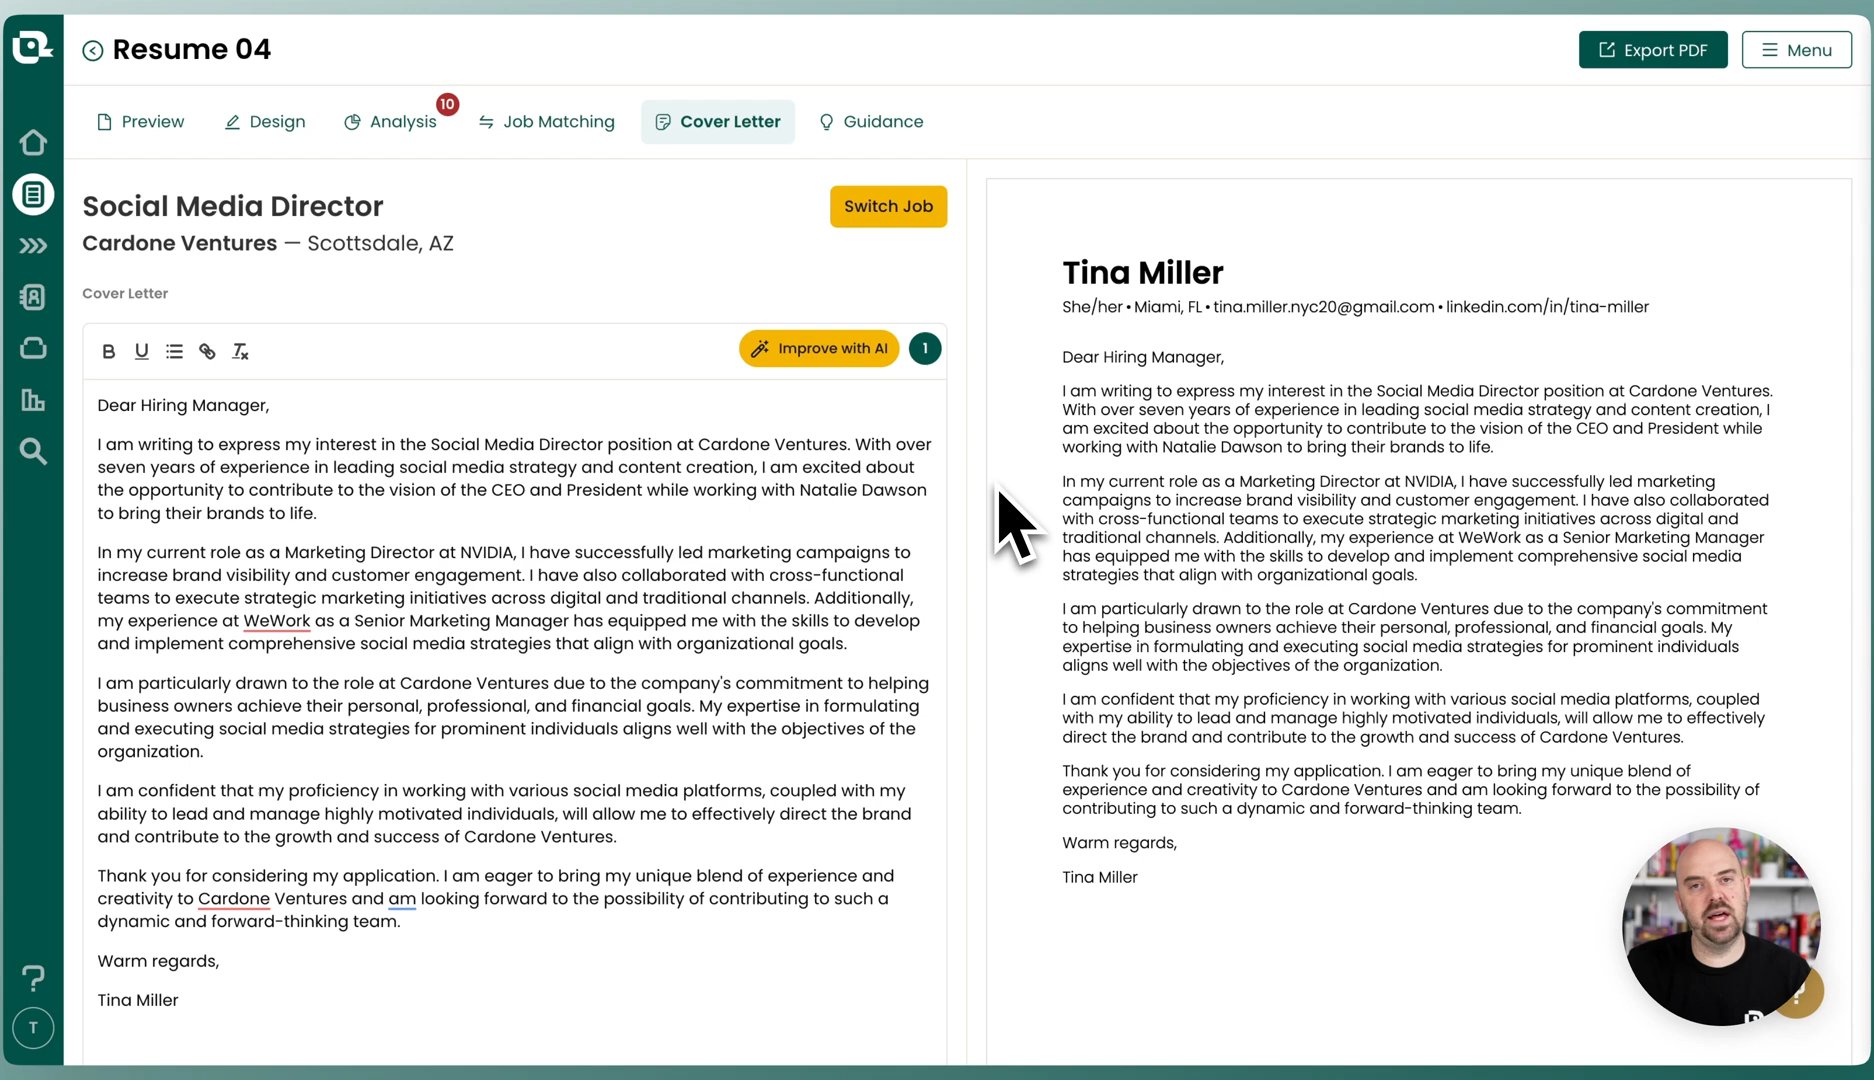 Resume 04
Export PDF
Menu
Preview
Design
Analysis
10
Job Matching
Cover Letter
Guidance
Social Media Director
Switch Job
Cardone Ventures — Scottsdale, AZ
Cover Letter
B
U
Improve with AI
1
Dear Hiring Manager,
I am writing to express my interest in the Social Media Director position at Cardone Ventures. With over
seven years of experience in leading social media strategy and content creation, I am excited about
the opportunity to contribute to the vision of the CEO and President while working with Natalie Dawson
to bring their brands to life.
In my current role as a Marketing Director at NVIDIA, I have successfully led marketing campaigns to
increase brand visibility and customer engagement. I have also collaborated with cross-functional
teams to execute strategic marketing initiatives across digital and traditional channels. Additionally,
my experience at WeWork as a Senior Marketing Manager has equipped me with the skills to develop
and implement comprehensive social media strategies that align with organizational goals.
I am particularly drawn to the role at Cardone Ventures due to the company's commitment to helping
business owners achieve their personal, professional, and financial goals. My expertise in formulating
and executing social media strategies for prominent individuals aligns well with the objectives of the
organization.
I am confident that my proficiency in working with various social media platforms, coupled with my
ability to lead and manage highly motivated individuals, will allow me to effectively direct the brand
and contribute to the growth and success of Cardone Ventures.
Thank you for considering my application. I am eager to bring my unique blend of experience and
creativity to Cardone Ventures and am looking forward to the possibility of contributing to such a
dynamic and forward-thinking team.
Warm regards,
Tina Miller
Tina Miller
She/her • Miami, FL • tina.miller.nyc20@gmail.com • linkedin.com/in/tina-miller
Dear Hiring Manager,
I am writing to express my interest in the Social Media Director position at Cardone Ventures.
With over seven years of experience in leading social media strategy and content creation, I
am excited about the opportunity to contribute to the vision of the CEO and President while
working with Natalie Dawson to bring their brands to life.
In my current role as a Marketing Director at NVIDIA, I have successfully led marketing
campaigns to increase brand visibility and customer engagement. I have also collaborated
with cross-functional teams to execute strategic marketing initiatives across digital and
traditional channels. Additionally, my experience at WeWork as a Senior Marketing Manager
has equipped me with the skills to develop and implement comprehensive social media
strategies that align with organizational goals.
I am particularly drawn to the role at Cardone Ventures due to the company's commitment
to helping business owners achieve their personal, professional, and financial goals. My
expertise in formulating and executing social media strategies for prominent individuals
aligns well with the objectives of the organization.
I am confident that my proficiency in working with various social media platforms, coupled
with my ability to lead and manage highly motivated individuals, will allow me to effectively
direct the brand and contribute to the growth and success of Cardone Ventures.
Thank you for considering my application. I am eager to bring my unique blend of
experience and creativity to Cardone Ventures and am looking forward to the possibility of
contributing to such a dynamic and forward-thinking team.
Warm regards,
Tina Miller
?
T